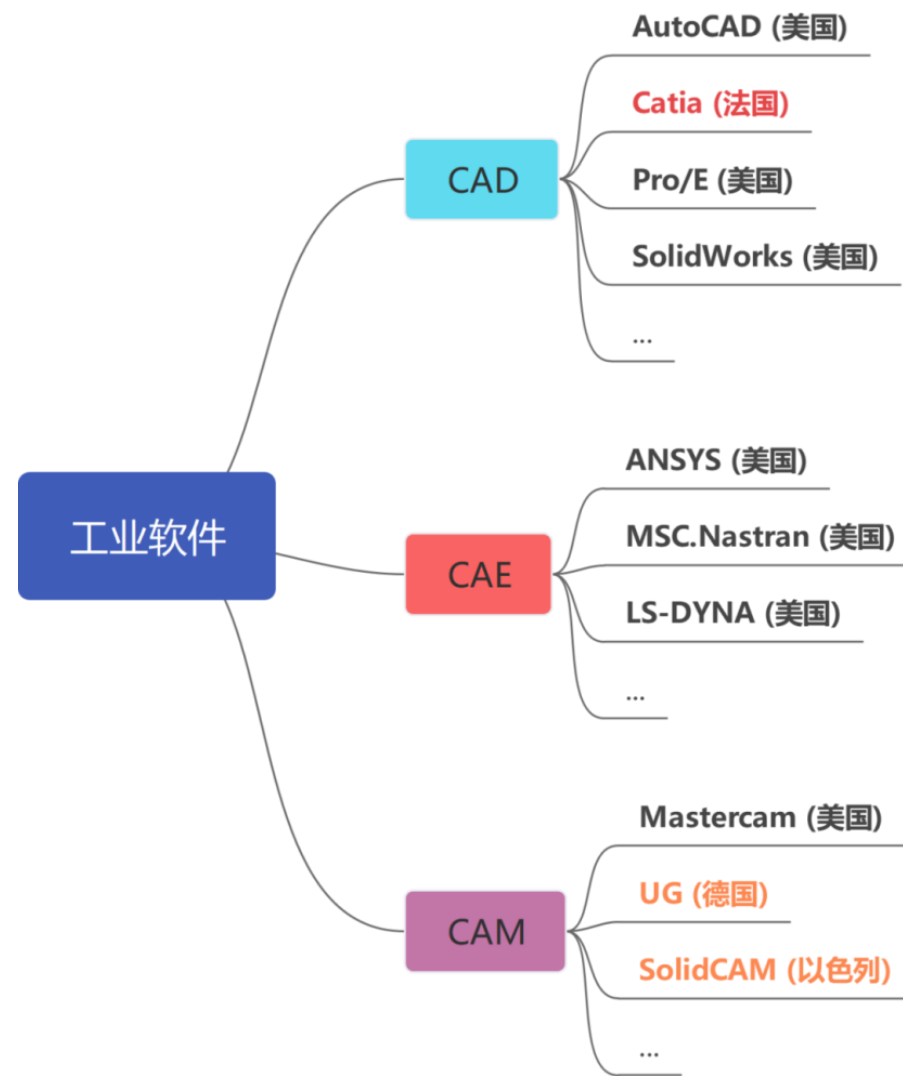 工业软件
CAD
AutoCAD (美国)
Catia (法国)
Pro/E (美国)
SolidWorks (美国)
...
CAE
ANSYS (美国)
MSC.Nastran (美国)
LS-DYNA (美国)
...
CAM
Mastercam (美国)
UG (德国)
SolidCAM (以色列)
...